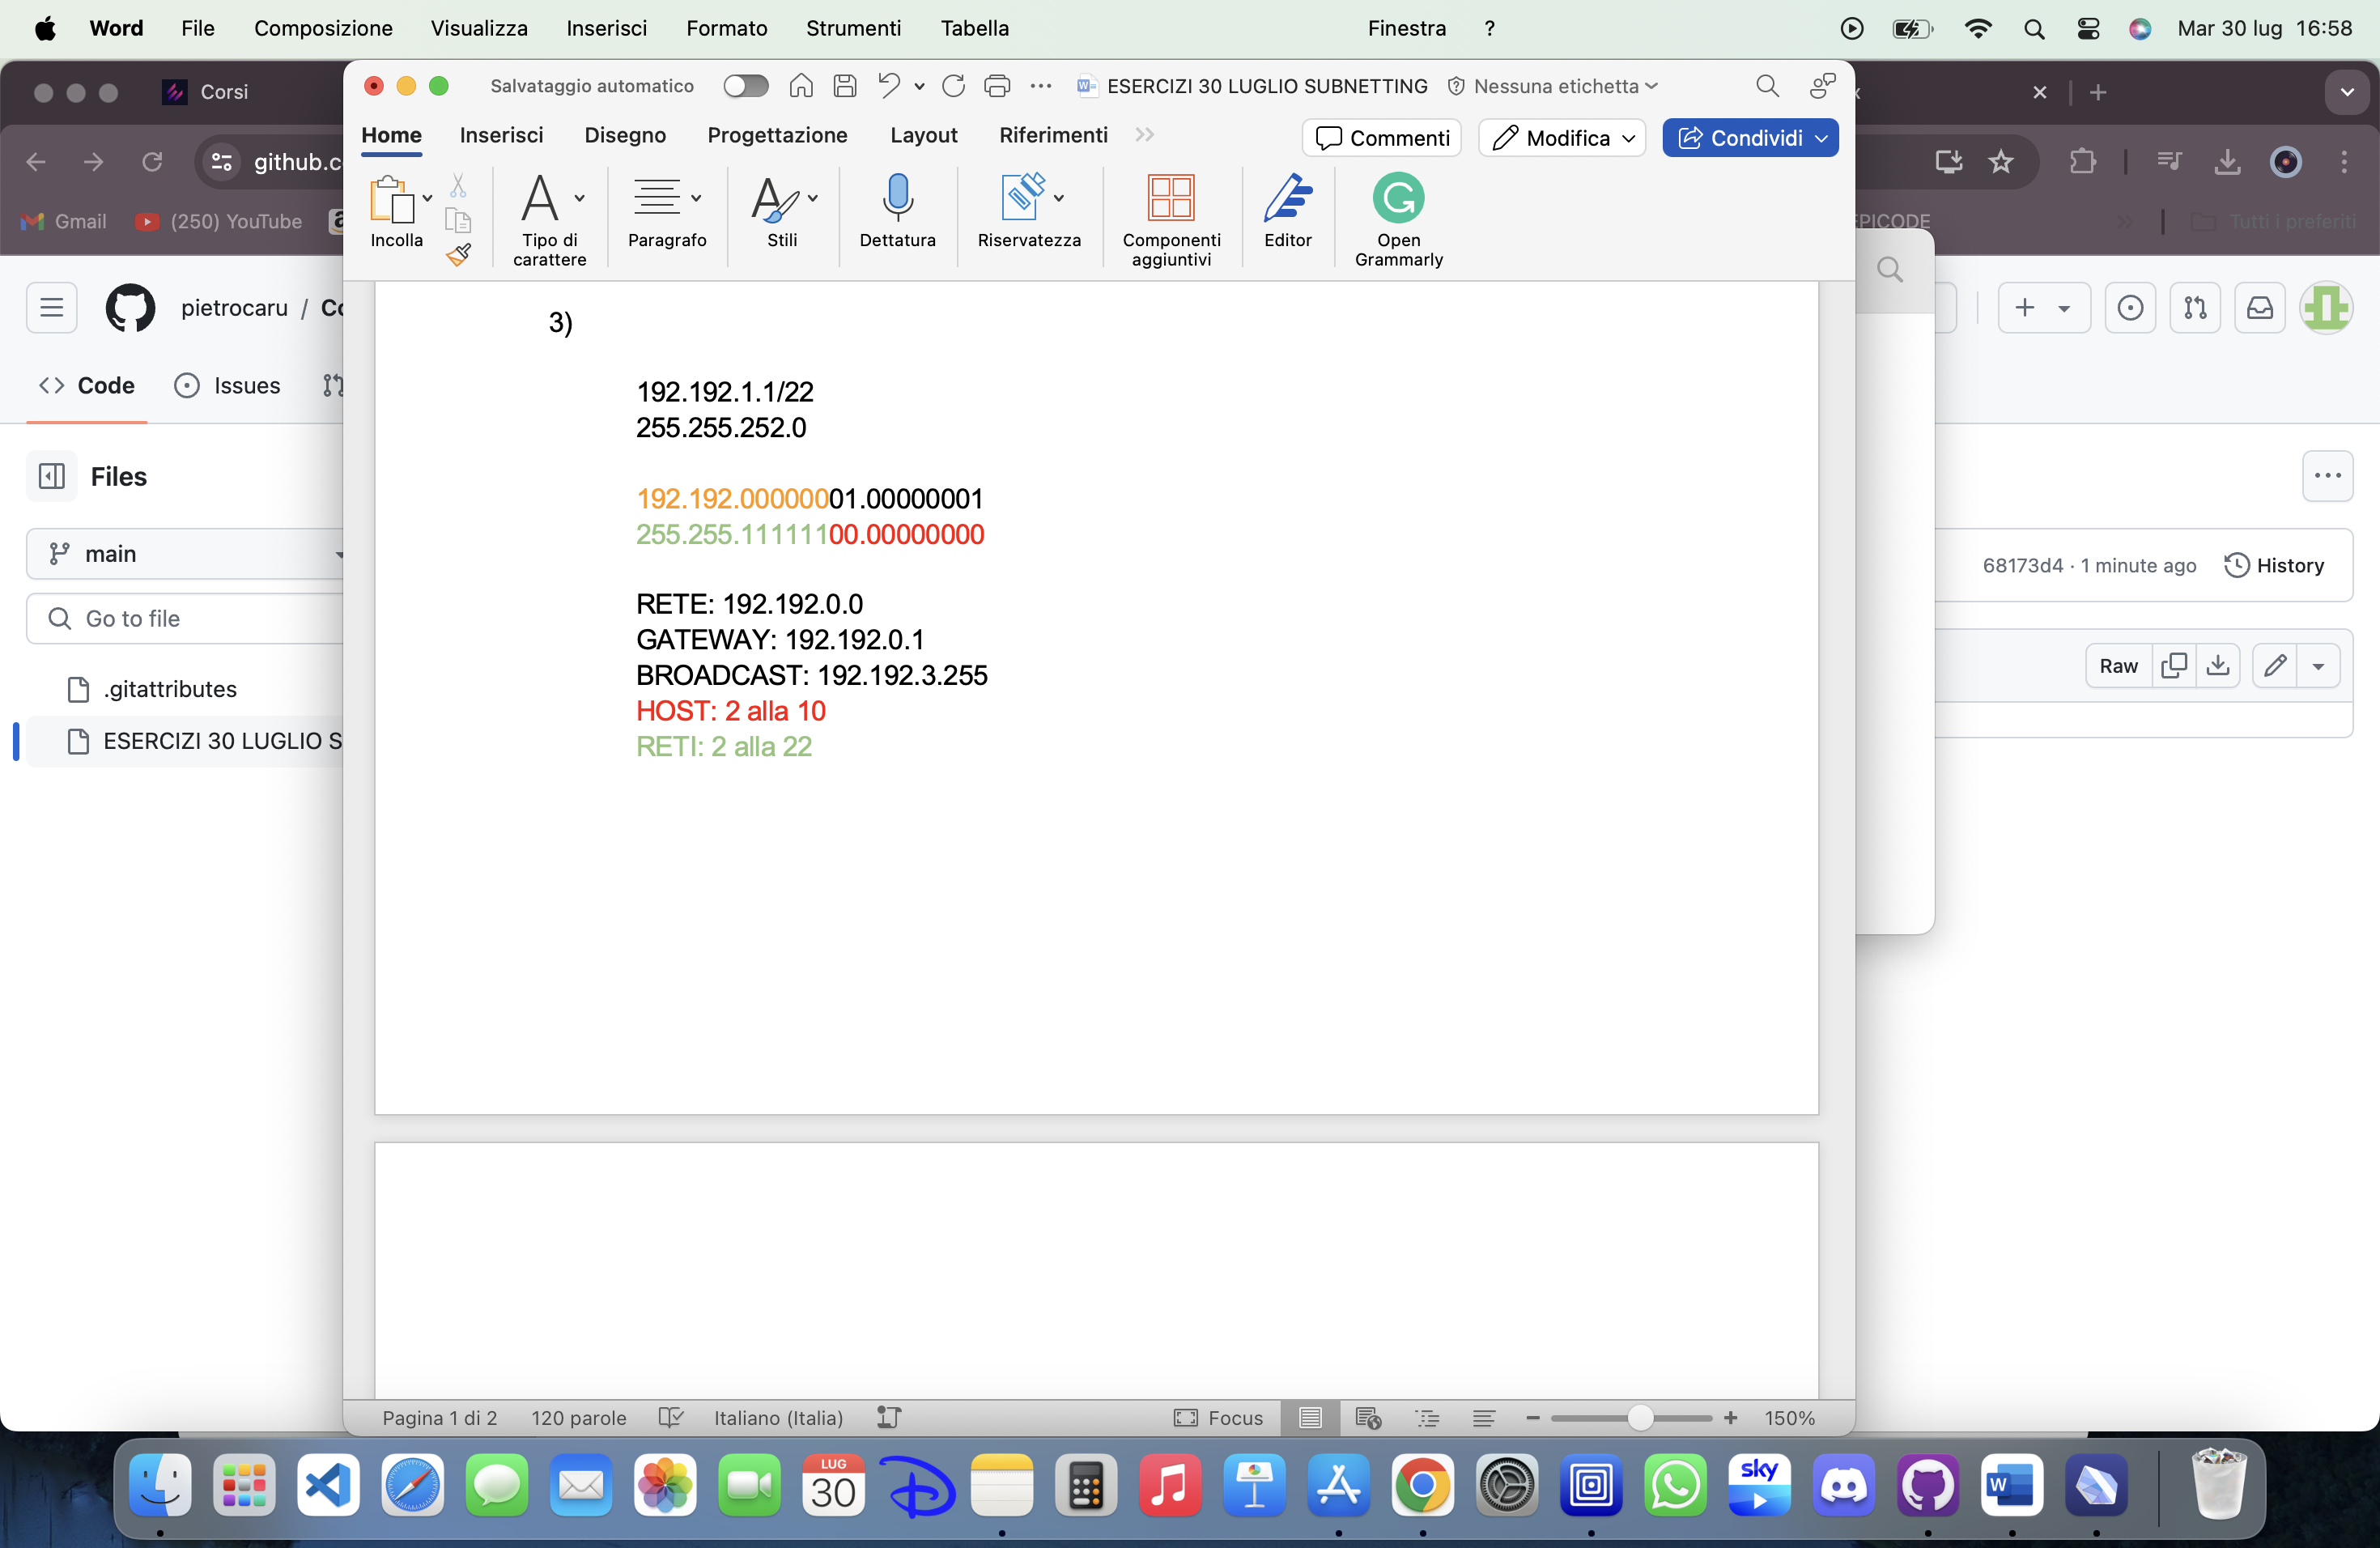 Word File Composizione Visualizza Inserisci Formato Strumenti Tabella Finestra ? Mar 30 lug 16:58
Corsi
Salvataggio automatico ESERCIZI 30 LUGLIO SUBNETTING Nessuna etichetta
Home Inserisci Disegno Progettazione Layout Riferimenti Commenti Modifica Condividi
github.c
Gmail (250) YouTube
EPICODE Tutti i preferiti
Incolla
Tipo di carattere
Paragrafo
Stili
Dettatura
Riservatezza
Componenti aggiuntivi
Editor
Open Grammarly
pietrocaru / Co
Code Issues
Files
main
Go to file
.gitattributes
ESERCIZI 30 LUGLIO S
68173d4 · 1 minute ago History
Raw
3)
192.192.1.1/22
255.255.252.0
192.192.00000001.00000001
255.255.11111100.00000000
RETE: 192.192.0.0
GATEWAY: 192.192.0.1
BROADCAST: 192.192.3.255
HOST: 2 alla 10
RETI: 2 alla 22
Pagina 1 di 2 120 parole Italiano (Italia) Focus 150%
LUG
30
sky